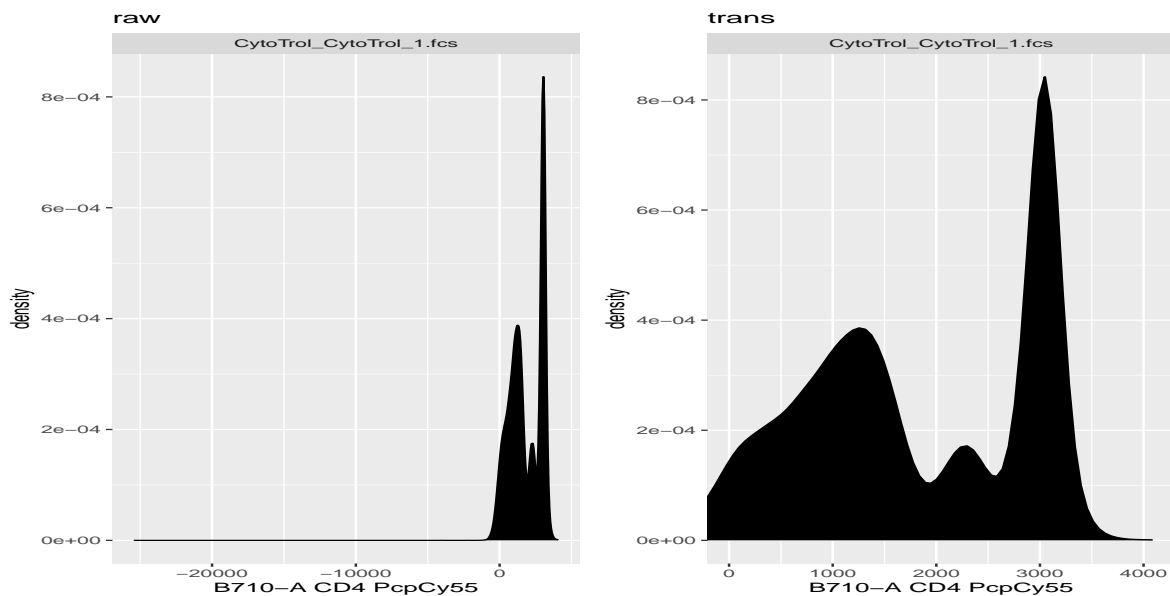 raw
CytoTrol_CytoTrol_1.fcs
8e−04
6e−04
4e−04
2e−04
0e+00
density
−20000 −10000 0
B710−A CD4 PcpCy55
trans
CytoTrol_CytoTrol_1.fcs
8e−04
6e−04
4e−04
2e−04
0e+00
density
0 1000 2000 3000 4000
B710−A CD4 PcpCy55